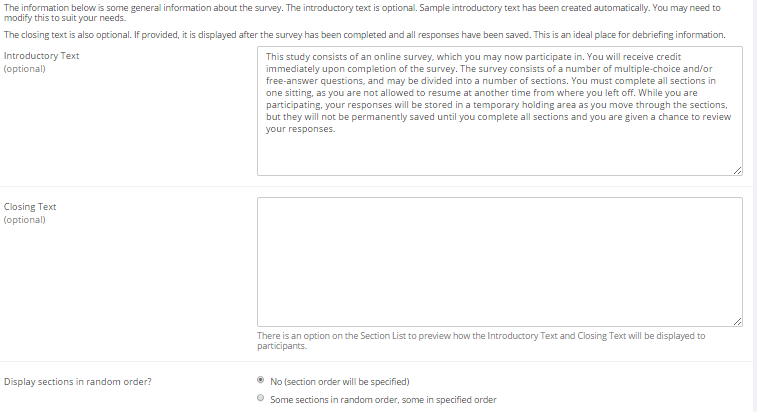 The information below is some general information about the survey. The introductory text is optional. Sample introductory text has been created automatically. You may need to
modify this to suit your needs.
The closing text is also optional. If provided, it is displayed after the survey has been completed and all responses have been saved. This is an ideal place for debriefing information.
Introductory Text
(optional)
This study consists of an online survey, which you may now participate in. You will receive credit
immediately upon completion of the survey. The survey consists of a number of multiple-choice and/or
free-answer questions, and may be divided into a number of sections. You must complete all sections in
one sitting, as you are not allowed to resume at another time from where you left off. While you are
participating, your responses will be stored in a temporary holding area as you move through the sections,
but they will not be permanently saved until you complete all sections and you are given a chance to review
your responses.
Closing Text
(optional)
There is an option on the Section List to preview how the Introductory Text and Closing Text will be displayed to
participants.
Display sections in random order?
No (section order will be specified)
Some sections in random order, some in specified order